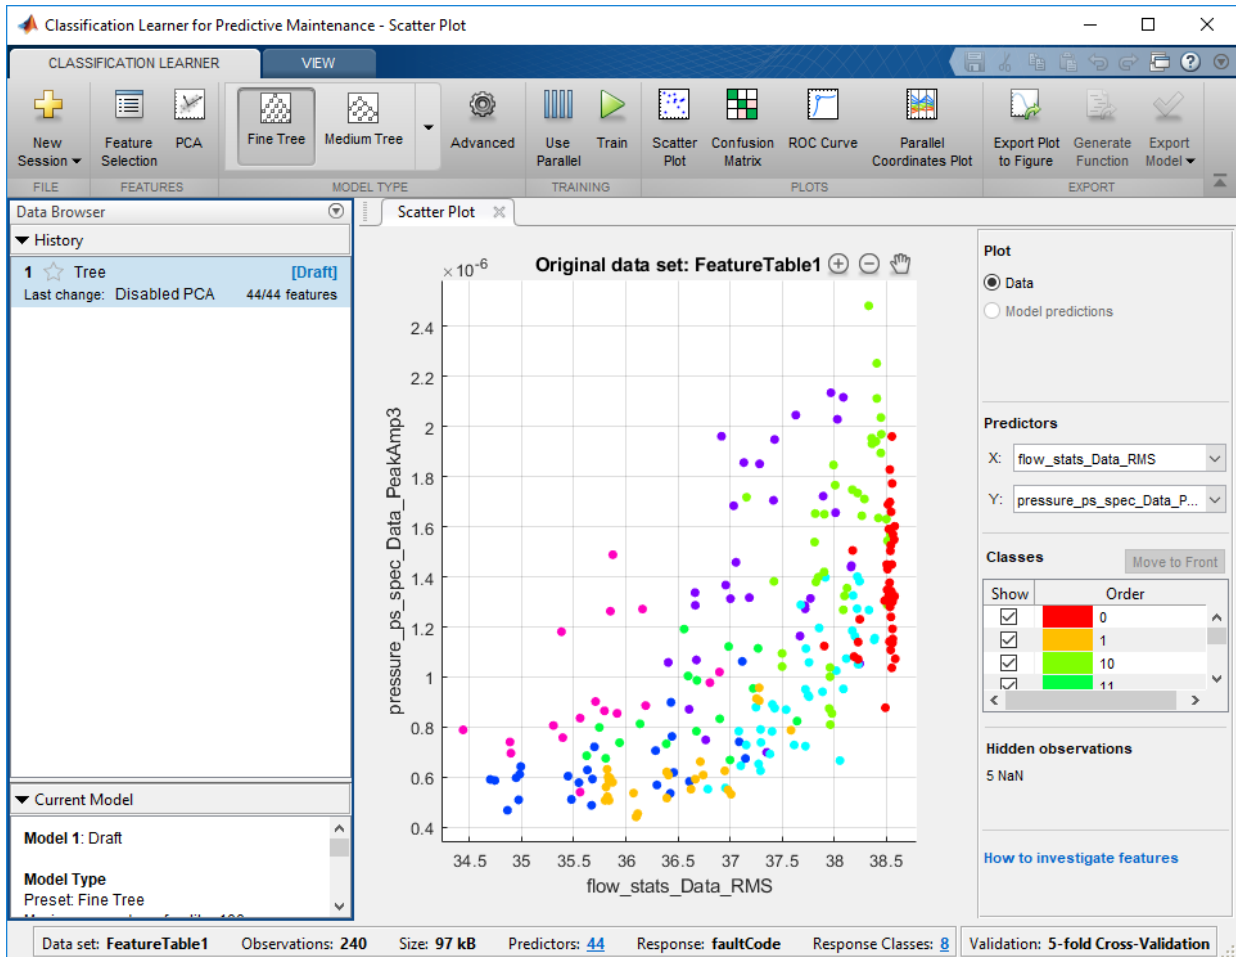 Classification Learner for Predictive Maintenance - Scatter Plot
CLASSIFICATION LEARNER VIEW
New Session Feature Selection PCA Fine Tree Medium Tree Advanced Use Parallel Train Scatter Plot Confusion Matrix ROC Curve Parallel Coordinates Plot Export Plot to Figure Generate Function Export Model
FILE FEATURES MODEL TYPE TRAINING PLOTS EXPORT
Data Browser
History
1 Tree [Draft]
Last change: Disabled PCA 44/44 features
Current Model
Model 1: Draft
Model Type
Preset: Fine Tree
Scatter Plot
×10-6
Original data set: FeatureTable1
2.4
2.2
2
1.8
1.6
1.4
1.2
1
0.8
0.6
0.4
pressure_ps_spec_Data_PeakAmp3
34.5 35 35.5 36 36.5 37 37.5 38 38.5
flow_stats_Data_RMS
Plot
Data
Model predictions
Predictors
X: flow_stats_Data_RMS
Y: pressure_ps_spec_Data_P...
Classes Move to Front
Show Order
0
1
10
11
Hidden observations
5 NaN
How to investigate features
Data set: FeatureTable1 Observations: 240 Size: 97 kB Predictors: 44 Response: faultCode Response Classes: 8 Validation: 5-fold Cross-Validation